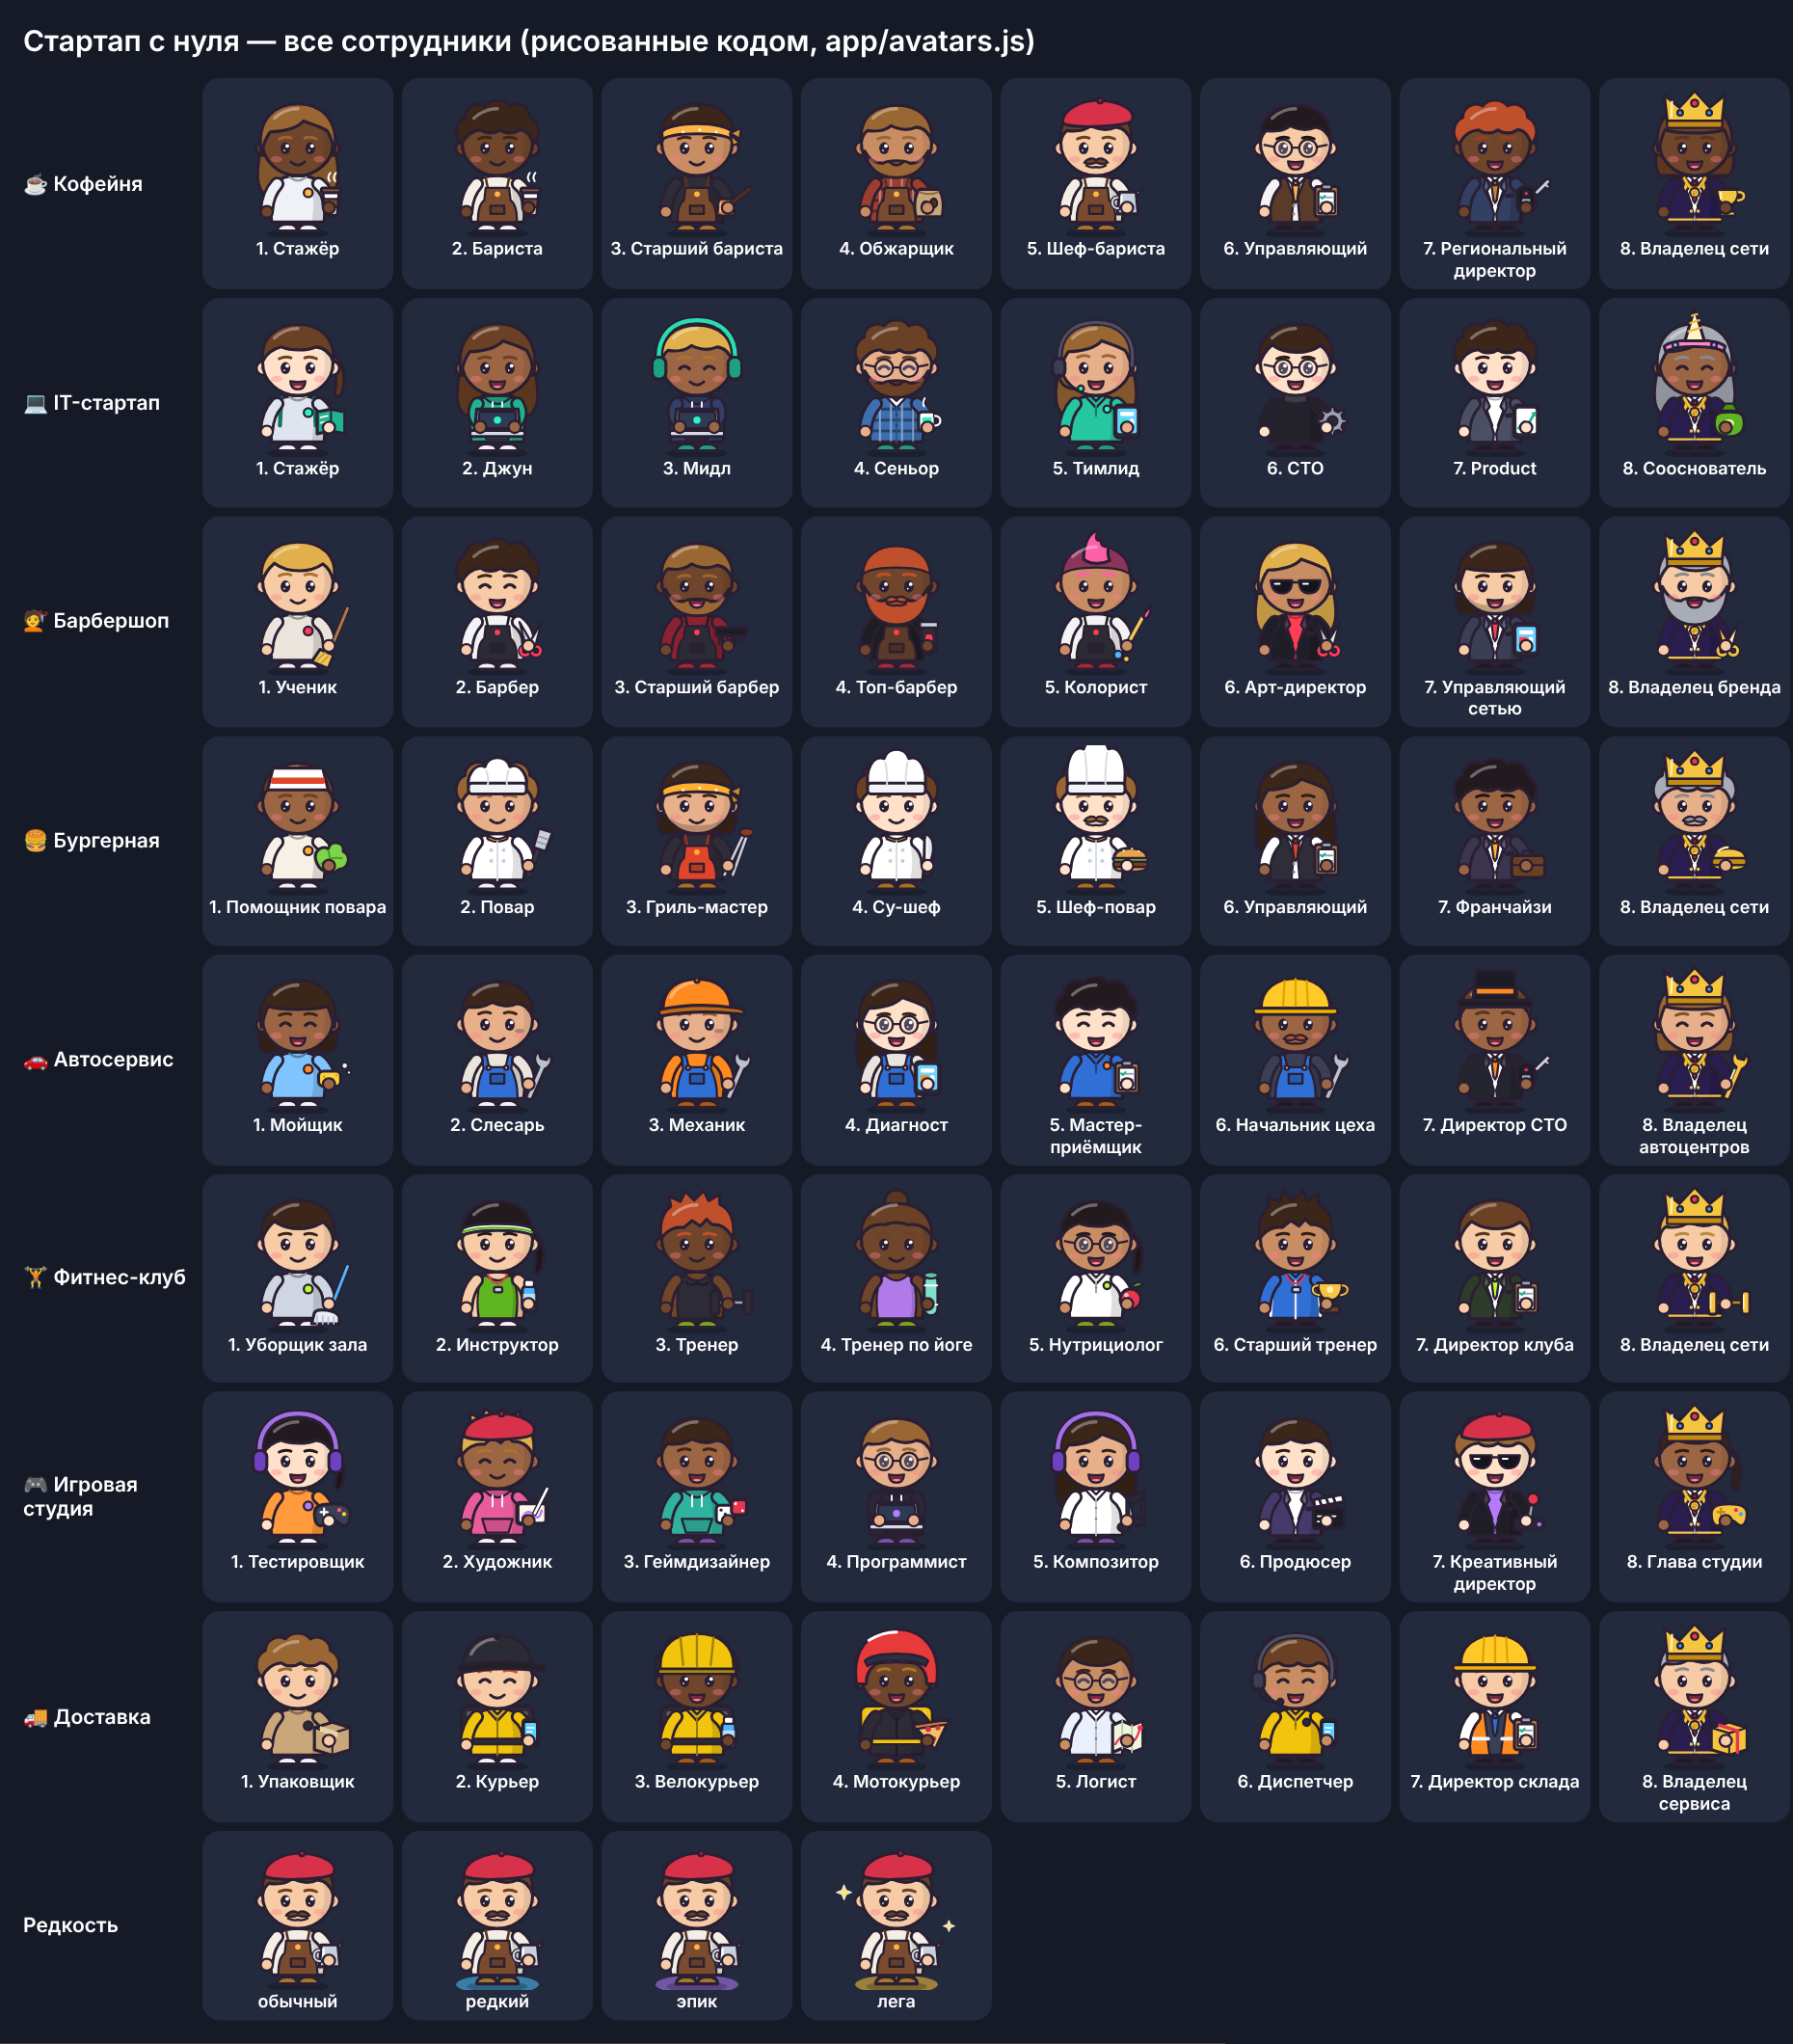 Стартап с нуля — все сотрудники (рисованные кодом, app/avatars.js)
☕ Кофейня
1. Стажёр
2. Бариста
3. Старший бариста
4. Обжарщик
5. Шеф-бариста
6. Управляющий
7. Региональный
директор
8. Владелец сети
💻 IT-стартап
1. Стажёр
2. Джун
3. Мидл
4. Сеньор
5. Тимлид
6. CTO
7. Product
8. Сооснователь
💇 Барбершоп
1. Ученик
2. Барбер
3. Старший барбер
4. Топ-барбер
5. Колорист
6. Арт-директор
7. Управляющий
сетью
8. Владелец бренда
🍔 Бургерная
1. Помощник повара
2. Повар
3. Гриль-мастер
4. Су-шеф
5. Шеф-повар
6. Управляющий
7. Франчайзи
8. Владелец сети
🚗 Автосервис
1. Мойщик
2. Слесарь
3. Механик
4. Диагност
5. Мастер-
приёмщик
6. Начальник цеха
7. Директор СТО
8. Владелец
автоцентров
🏋 Фитнес-клуб
1. Уборщик зала
2. Инструктор
3. Тренер
4. Тренер по йоге
5. Нутрициолог
6. Старший тренер
7. Директор клуба
8. Владелец сети
🎮 Игровая
студия
1. Тестировщик
2. Художник
3. Геймдизайнер
4. Программист
5. Композитор
6. Продюсер
7. Креативный
директор
8. Глава студии
🚚 Доставка
1. Упаковщик
2. Курьер
3. Велокурьер
4. Мотокурьер
5. Логист
6. Диспетчер
7. Директор склада
8. Владелец
сервиса
Редкость
обычный
редкий
эпик
лега